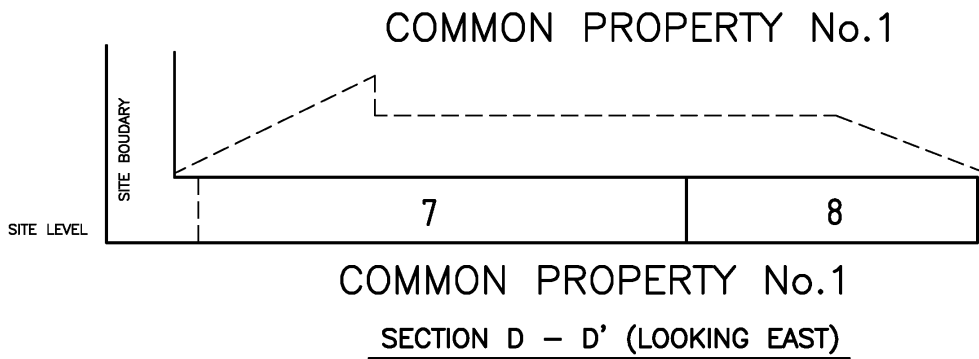 COMMON PROPERTY No.1
SITE BOUDARY
7
8
SITE LEVEL
COMMON PROPERTY No.1
SECTION D – D' (LOOKING EAST)